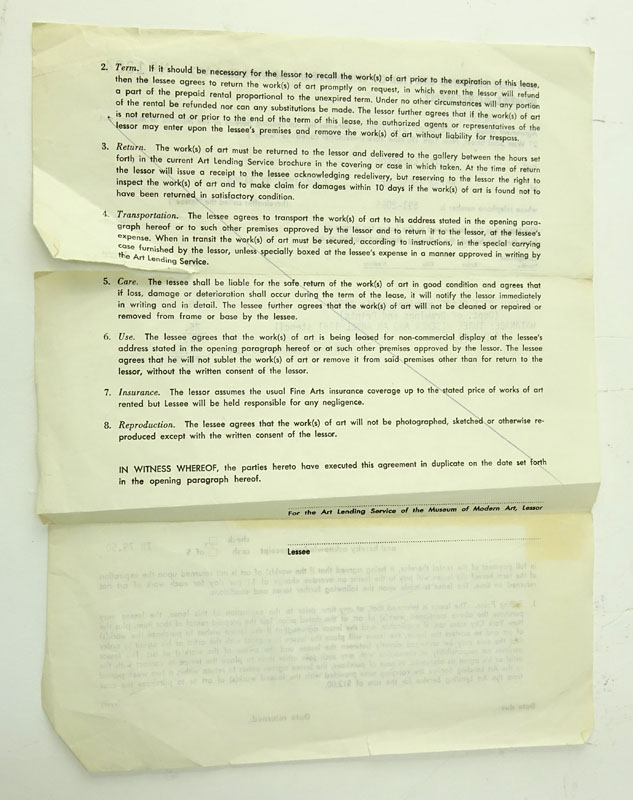 2. Term. If it should be necessary for the lessor to recall the work(s) of art prior to the expiration of this lease,
then the lessee agrees to return the work(s) of art promptly on request, in which event the lessor will refund
a part of the prepaid rental proportional to the unexpired term. Under no other circumstances will any portion
of the rental be refunded nor can any substitutions be made. The lessor further agrees that if the work(s) of art
is not returned at or prior to the end of the term of this lease, the authorized agents or representatives of the
lessor may enter upon the lessee's premises and remove the work(s) of art without liability for trespass.
3. Return. The work(s) of art must be returned to the lessor and delivered to the gallery between the hours set
forth in the current Art Lending Service brochure in the covering or case in which taken. At the time of return
the lessor will issue a receipt to the lessee acknowledging redelivery, but reserving to the lessor the right to
inspect the work(s) of art and to make claim for damages within 10 days if the work(s) of art is found not to
have been returned in satisfactory condition.
4. Transportation. The lessee agrees to transport the work(s) of art to his address stated in the opening para-
graph hereof or to such other premises approved by the lessor and to return it to the lessor, at the lessee's
expense. When in transit the work(s) of art must be secured, according to instructions, in the special carrying
case furnished by the lessor, unless specially boxed at the lessee's expense in a manner approved in writing by
the Art Lending Service.
5. Care. The lessee shall be liable for the safe return of the work(s) of art in good condition and agrees that
if loss, damage or deterioration shall occur during the term of the lease, it will notify the lessor immediately
in writing and in detail. The lessee further agrees that the work(s) of art will not be cleaned or repaired or
removed from frame or base by the lessee.
6. Use. The lessee agrees that the work(s) of art is being leased for non-commercial display at the lessee's
address stated in the opening paragraph hereof or at such other premises approved by the lessor. The lessee
agrees that he will not sublet the work(s) of art or remove it from said premises other than for return to the
lessor, without the written consent of the lessor.
7. Insurance. The lessor assumes the usual Fine Arts insurance coverage up to the stated price of works of art
rented but Lessee will be held responsible for any negligence.
8. Reproduction. The lessee agrees that the work(s) of art will not be photographed, sketched or otherwise re-
produced except with the written consent of the lessor.
IN WITNESS WHEREOF, the parties hereto have executed this agreement in duplicate on the date set forth
in the opening paragraph hereof.
For the Art Lending Service of the Museum of Modern Art, Lessor
Lessee